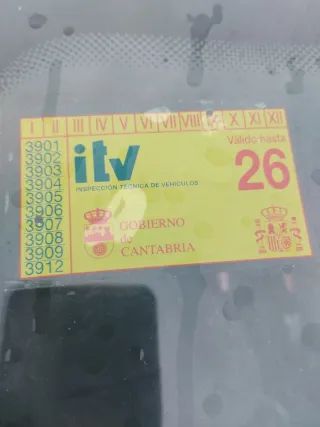 I II III IV V VI VII VIII IX X XI XII
3901
3902
3903
3904
3905
3906
3907
3908
3909
3912
itv
INSPECCIÓN TÉCNICA DE VEHÍCULOS
Válido hasta
26
GOBIERNO
de
CANTABRIA